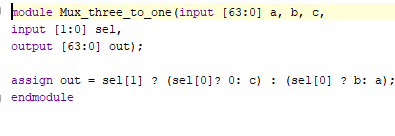 module Mux_three_to_one(input [63:0] a, b, c,
input [1:0] sel,
output [63:0] out);
assign out = sel[1] ? (sel[0]? 0: c) : (sel[0] ? b: a);
endmodule